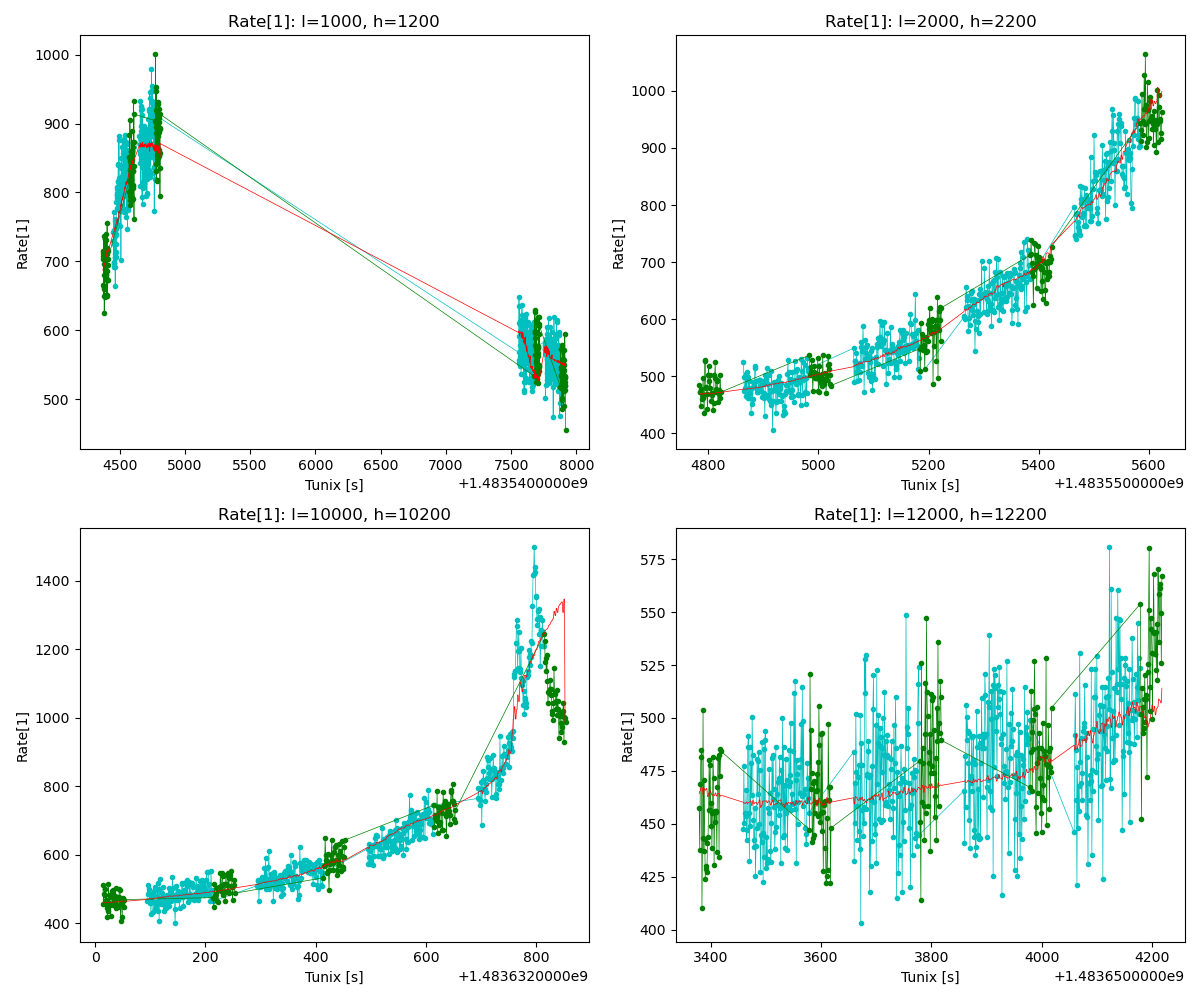 Rate[1]: l=1000, h=1200
1000
900
800
700
600
500
Rate[1]
4500 5000 5500 6000 6500 7000 7500 8000
Tunix [s]
+1.4835400000e9
Rate[1]: l=2000, h=2200
1000
900
800
700
600
500
400
Rate[1]
4800 5000 5200 5400 5600
Tunix [s]
+1.4835500000e9
Rate[1]: l=10000, h=10200
1400
1200
1000
800
600
400
Rate[1]
0 200 400 600 800
Tunix [s]
+1.4836320000e9
Rate[1]: l=12000, h=12200
575
550
525
500
475
450
425
400
Rate[1]
3400 3600 3800 4000 4200
Tunix [s]
+1.4836500000e9